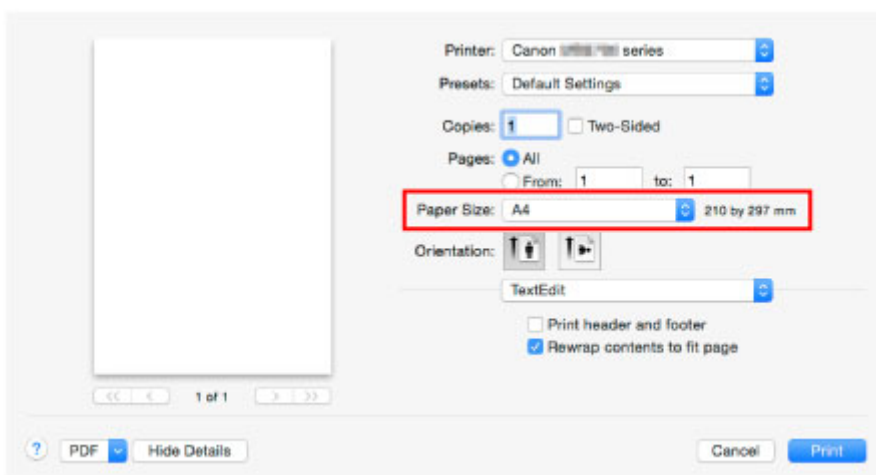 Printer: Canon series
Presets: Default Settings
Copies: 1 Two-Sided
Pages: All
From: 1 to: 1
Paper Size: A4 210 by 297 mm
Orientation:
TextEdit
Print header and footer
Rewrap contents to fit page
<< < 1 of 1 > >>
? PDF Hide Details Cancel Print